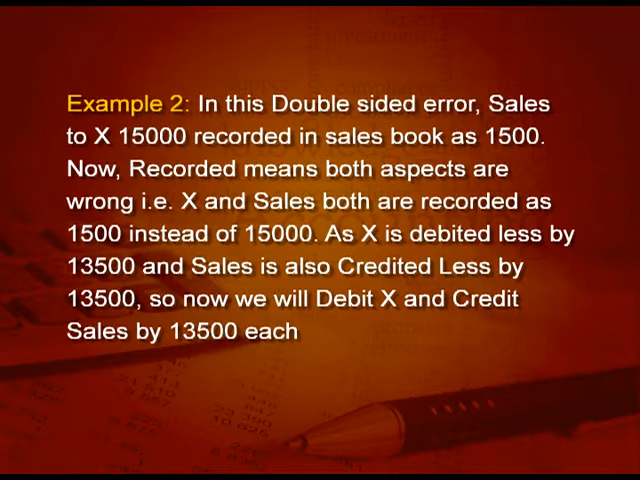 Example 2: In this Double sided error, Sales
to X 15000 recorded in sales book as 1500.
Now, Recorded means both aspects are
wrong i.e. X and Sales both are recorded as
1500 instead of 15000. As X is debited less by
13500 and Sales is also Credited Less by
13500, so now we will Debit X and Credit
Sales by 13500 each